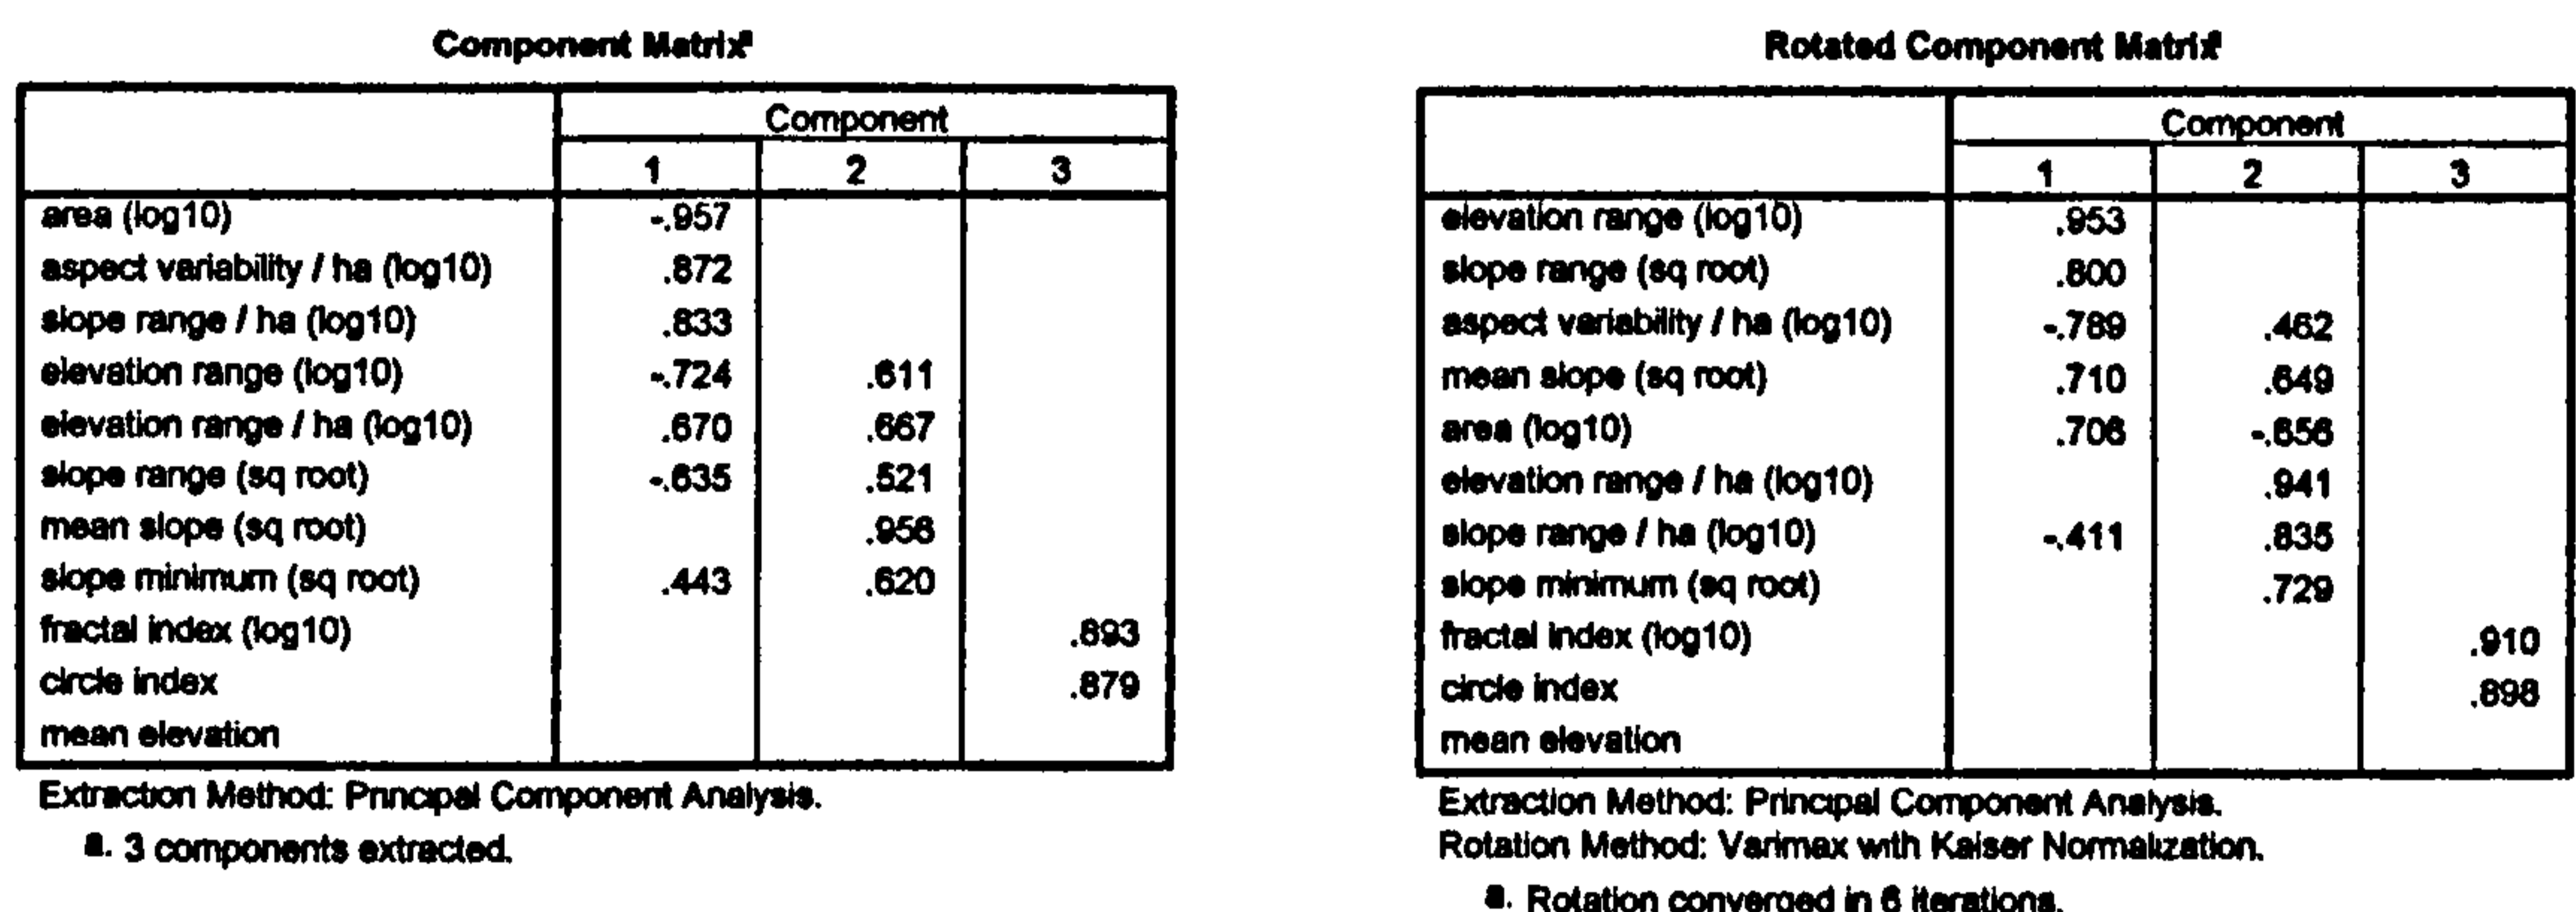 Component Matrixª
Component
1 2 3
area (log10) -.957
aspect variability / ha (log10) .872
slope range / ha (log10) .833
elevation range (log10) -.724 .611
elevation range / ha (log10) .670 .667
slope range (sq root) -.635 .521
mean slope (sq root) .956
slope minimum (sq root) .443 .620
fractal index (log10) .893
circle index .879
mean elevation
Extraction Method: Principal Component Analysis.
a. 3 components extracted.
Rotated Component Matrixª
Component
1 2 3
elevation range (log10) .953
slope range (sq root) .800
aspect variability / ha (log10) -.789 .462
mean slope (sq root) .710 .649
area (log10) .706 -.656
elevation range / ha (log10) .941
slope range / ha (log10) -.411 .835
slope minimum (sq root) .729
fractal index (log10) .910
circle index .898
mean elevation
Extraction Method: Principal Component Analysis.
Rotation Method: Varimax with Kaiser Normalization.
a. Rotation converged in 6 iterations.